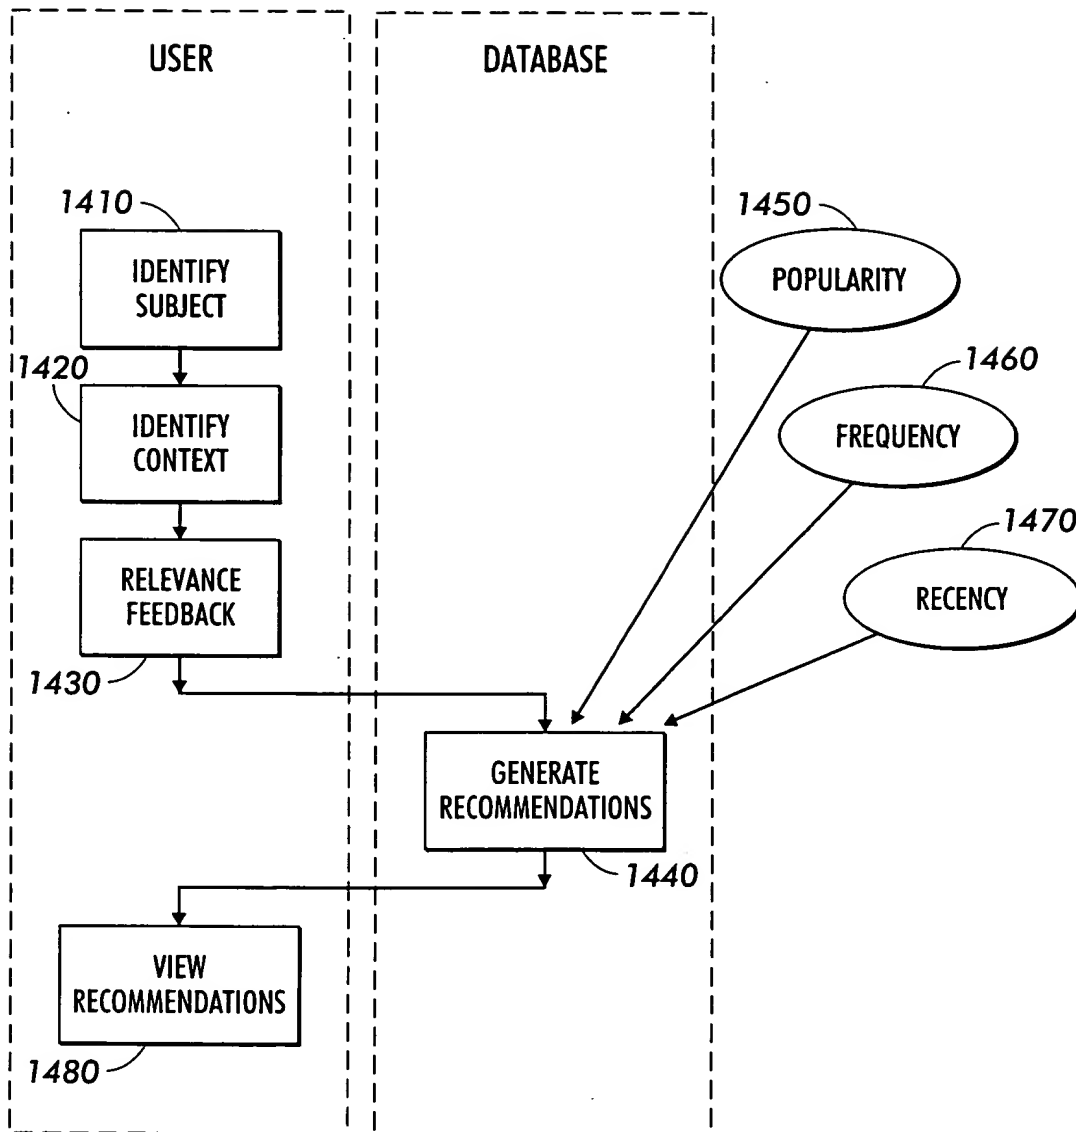 USER
DATABASE
1410
IDENTIFY
SUBJECT
1420
IDENTIFY
CONTEXT
RELEVANCE
FEEDBACK
1430
1450
POPULARITY
1460
FREQUENCY
1470
RECENCY
GENERATE
RECOMMENDATIONS
1440
VIEW
RECOMMENDATIONS
1480